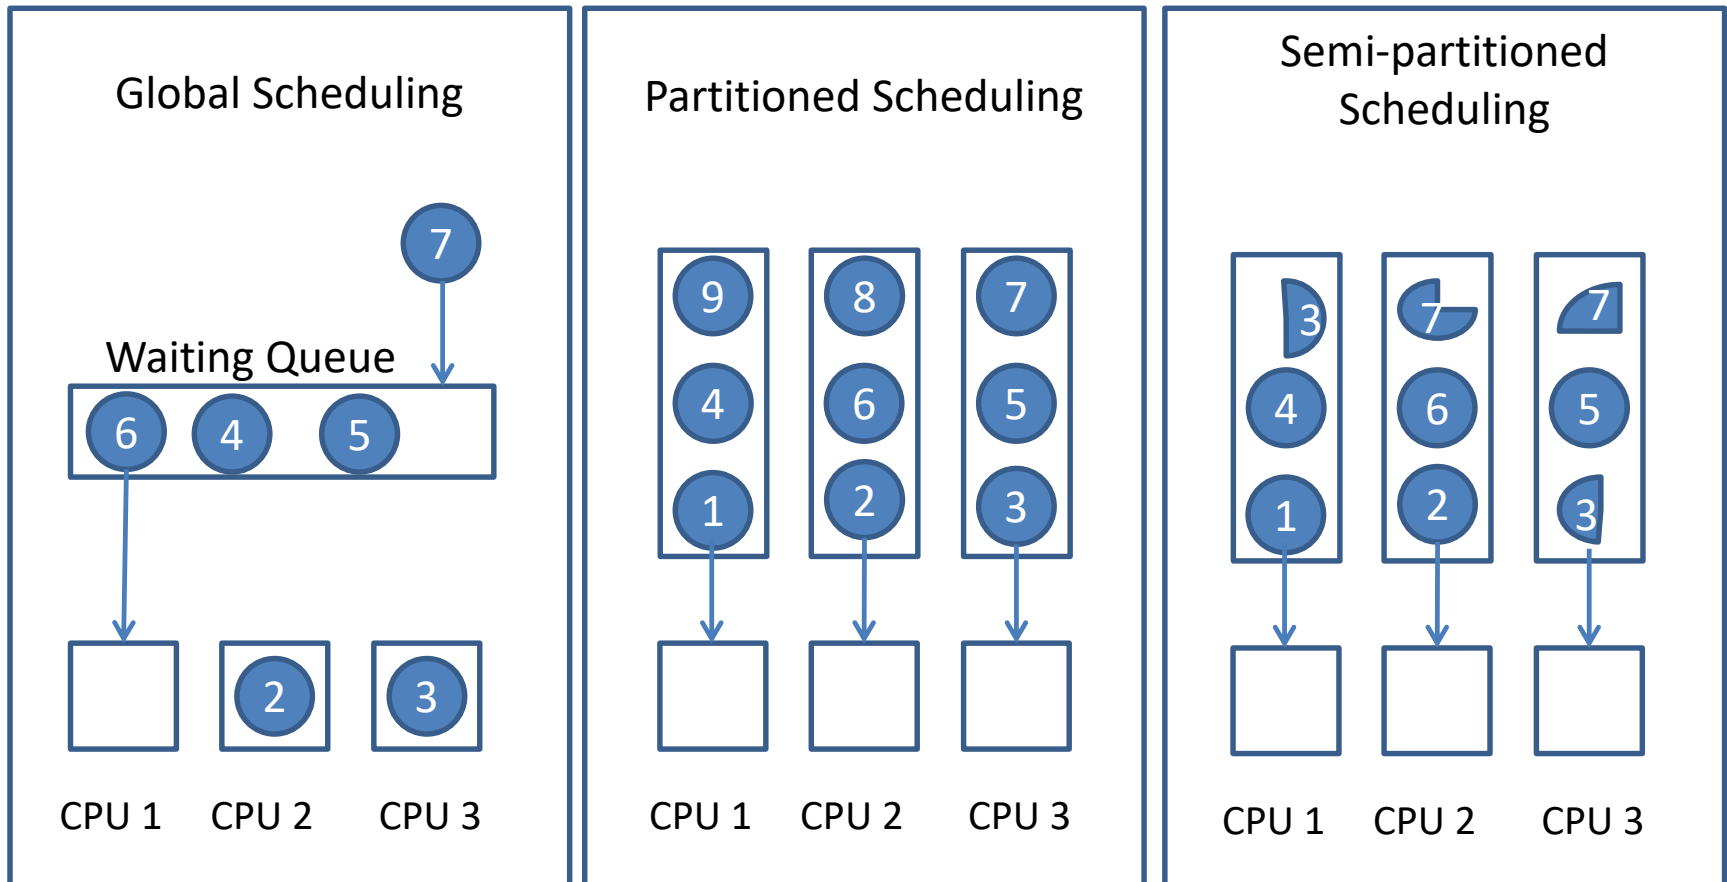 Global Scheduling
7
Waiting Queue
6 4 5
2 3
CPU 1 CPU 2 CPU 3
Partitioned Scheduling
9 8 7
4 6 5
1 2 3
CPU 1 CPU 2 CPU 3
Semi-partitioned
Scheduling
3 7 7
4 6 5
1 2 3
CPU 1 CPU 2 CPU 3